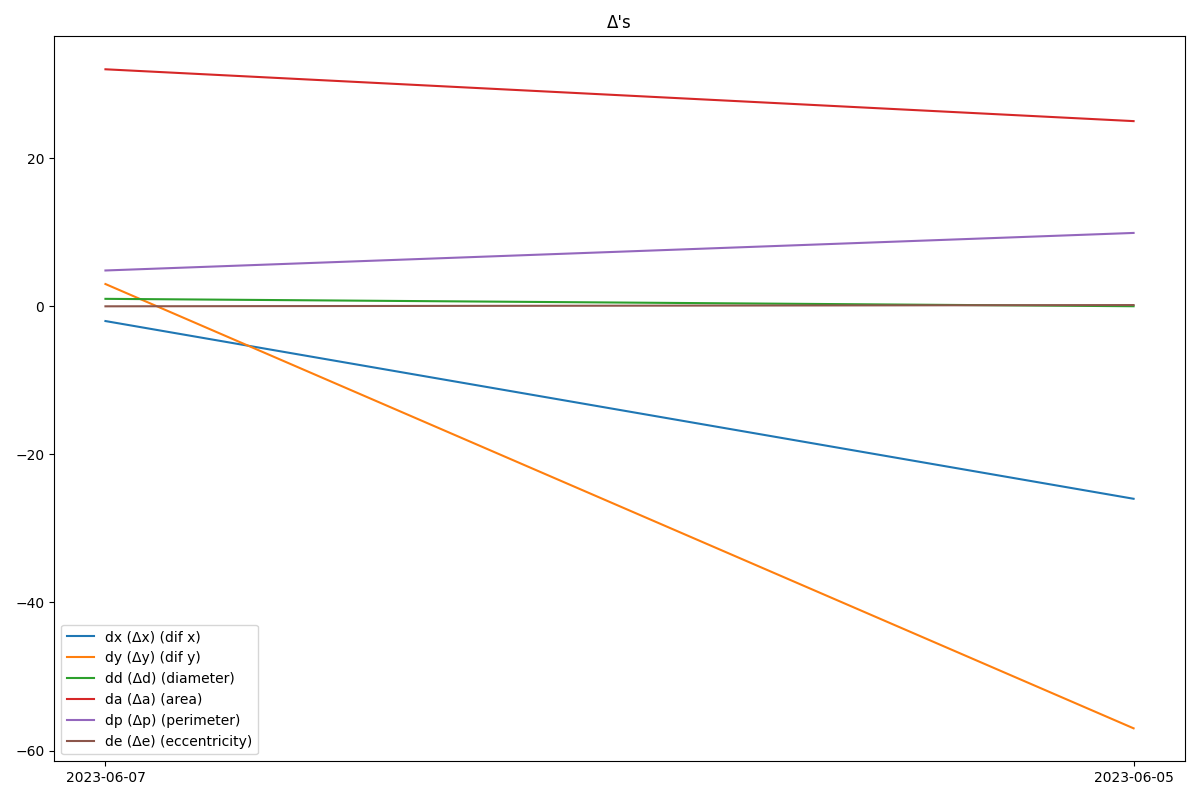 Δ's
20
0
−20
−40
−60
dx (Δx) (dif x)
dy (Δy) (dif y)
dd (Δd) (diameter)
da (Δa) (area)
dp (Δp) (perimeter)
de (Δe) (eccentricity)
2023-06-07
2023-06-05